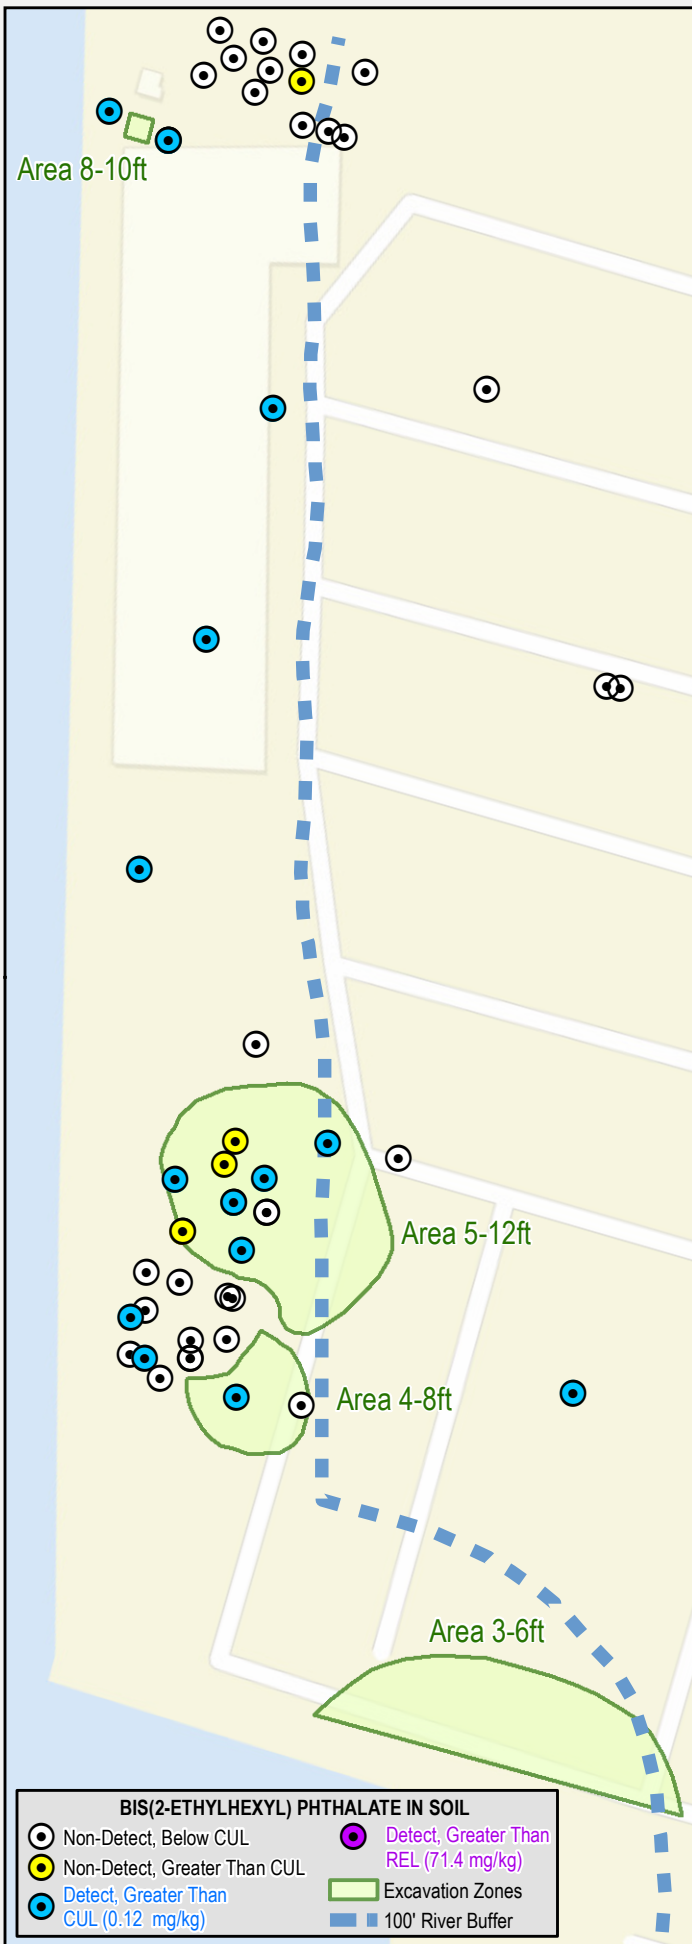 Area 8-10ft
Area 5-12ft
Area 4-8ft
Area 3-6ft
BIS(2-ETHYLHEXYL) PHTHALATE IN SOIL
Non-Detect, Below CUL
Non-Detect, Greater Than CUL
Detect, Greater Than
CUL (0.12 mg/kg)
Detect, Greater Than
REL (71.4 mg/kg)
Excavation Zones
100' River Buffer